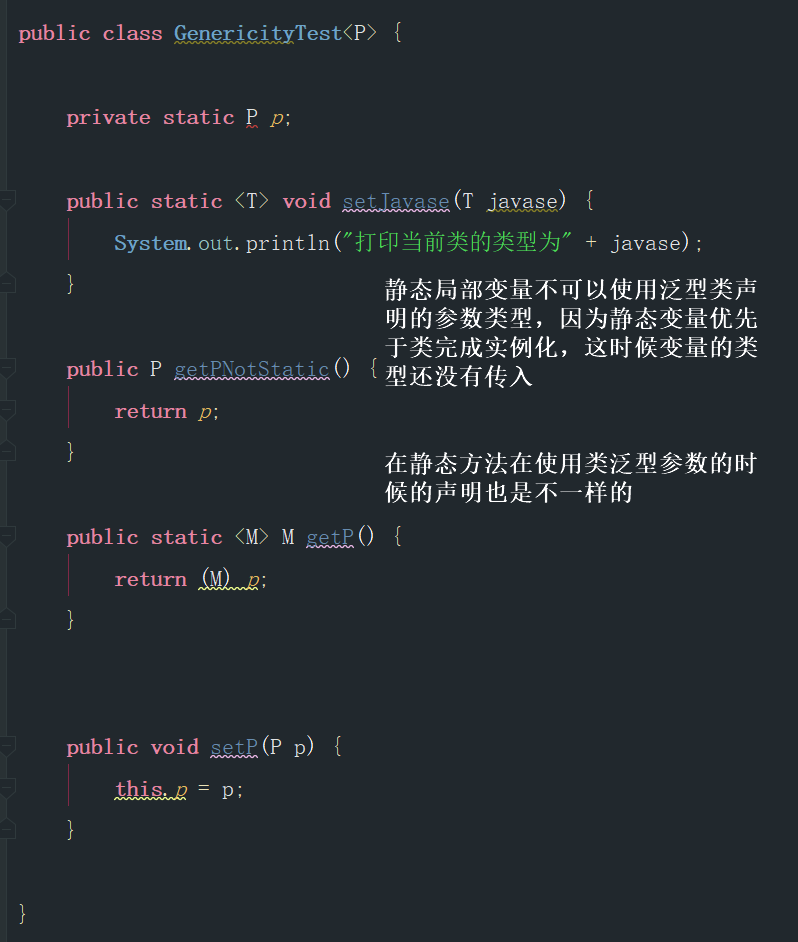 public class GenericityTest<P> {
private static P p;
public static <T> void setJavase(T javase) {
System.out.println("打印当前类的类型为" + javase);
}
静态局部变量不可以使用泛型类声
明的参数类型，因为静态变量优先
于类完成实例化，这时候变量的类
型还没有传入
public P getPNotStatic() {
return p;
}
在静态方法在使用类泛型参数的时
候的声明也是不一样的
public static <M> M getP() {
return (M) p;
}
public void setP(P p) {
this.p = p;
}
}